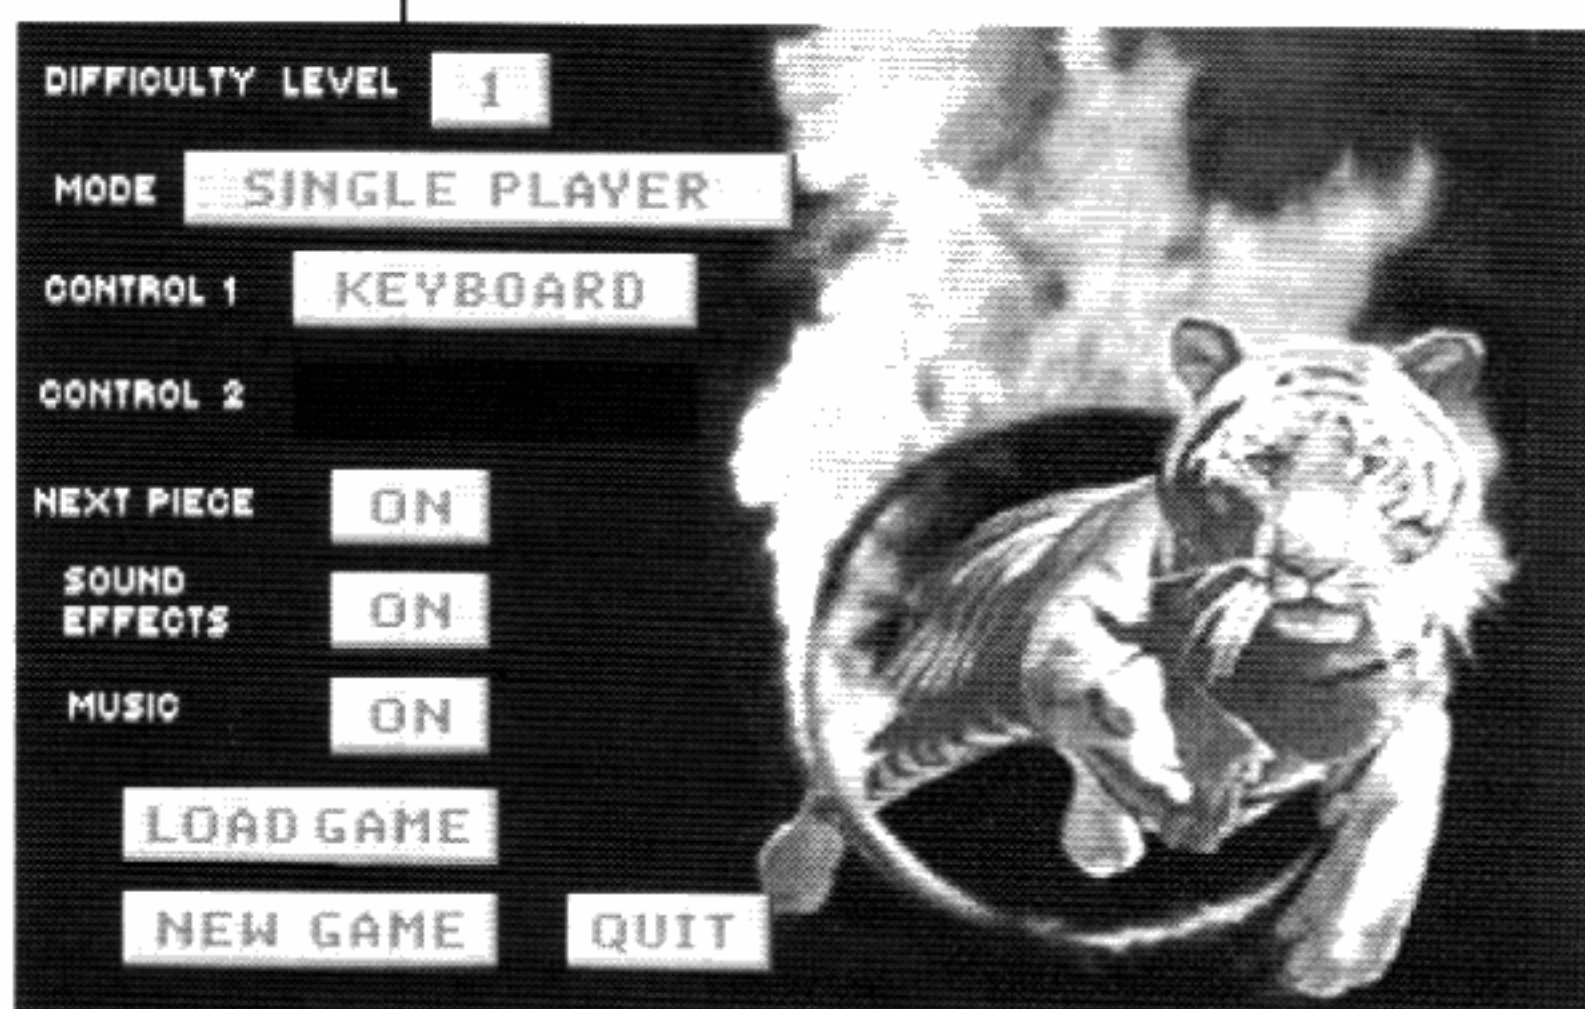 DIFFICULTY LEVEL 1
MODE SINGLE PLAYER
CONTROL 1 KEYBOARD
CONTROL 2
NEXT PIECE ON
SOUND
EFFECTS ON
MUSIC ON
LOAD GAME
NEW GAME QUIT